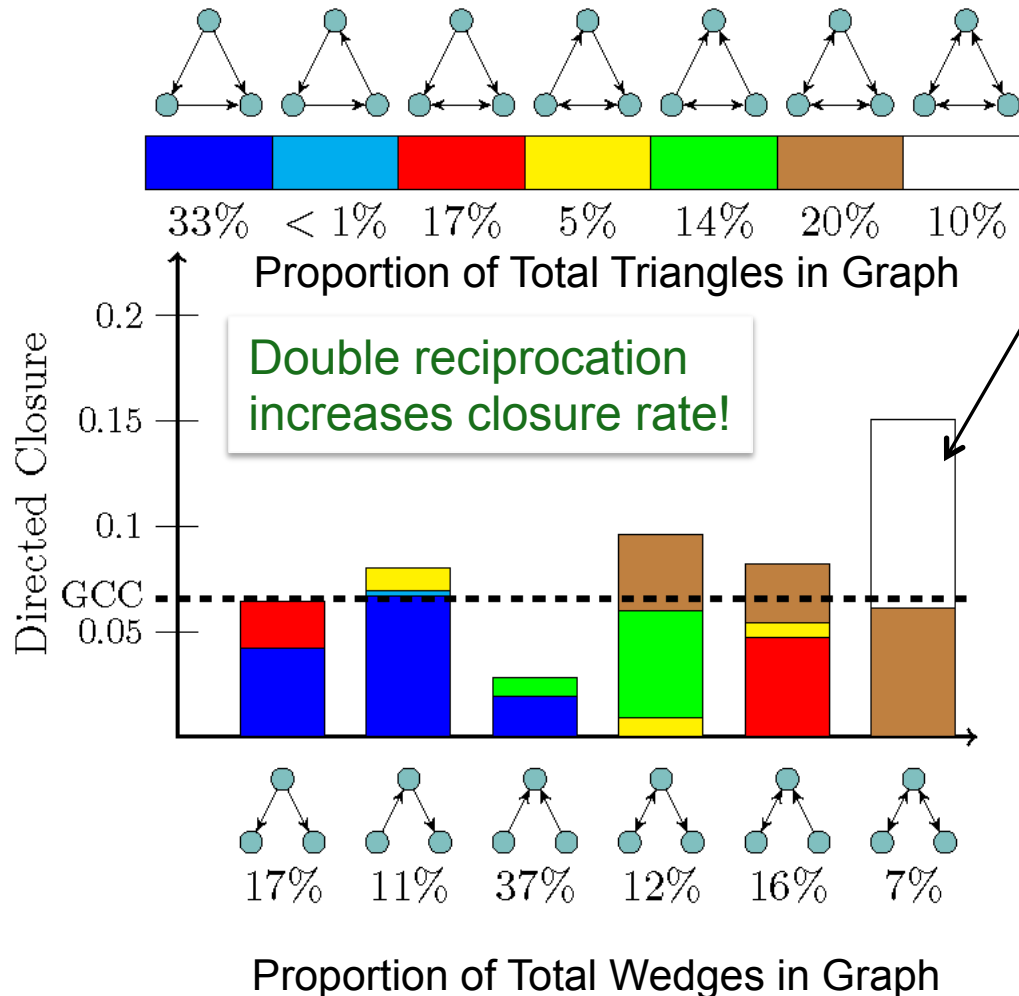 33% < 1% 17% 5% 14% 20% 10%
Proportion of Total Triangles in Graph
Directed Closure
0.2
0.15
0.1
GCC
0.05
Double reciprocation
increases closure rate!
17% 11% 37% 12% 16% 7%
Proportion of Total Wedges in Graph